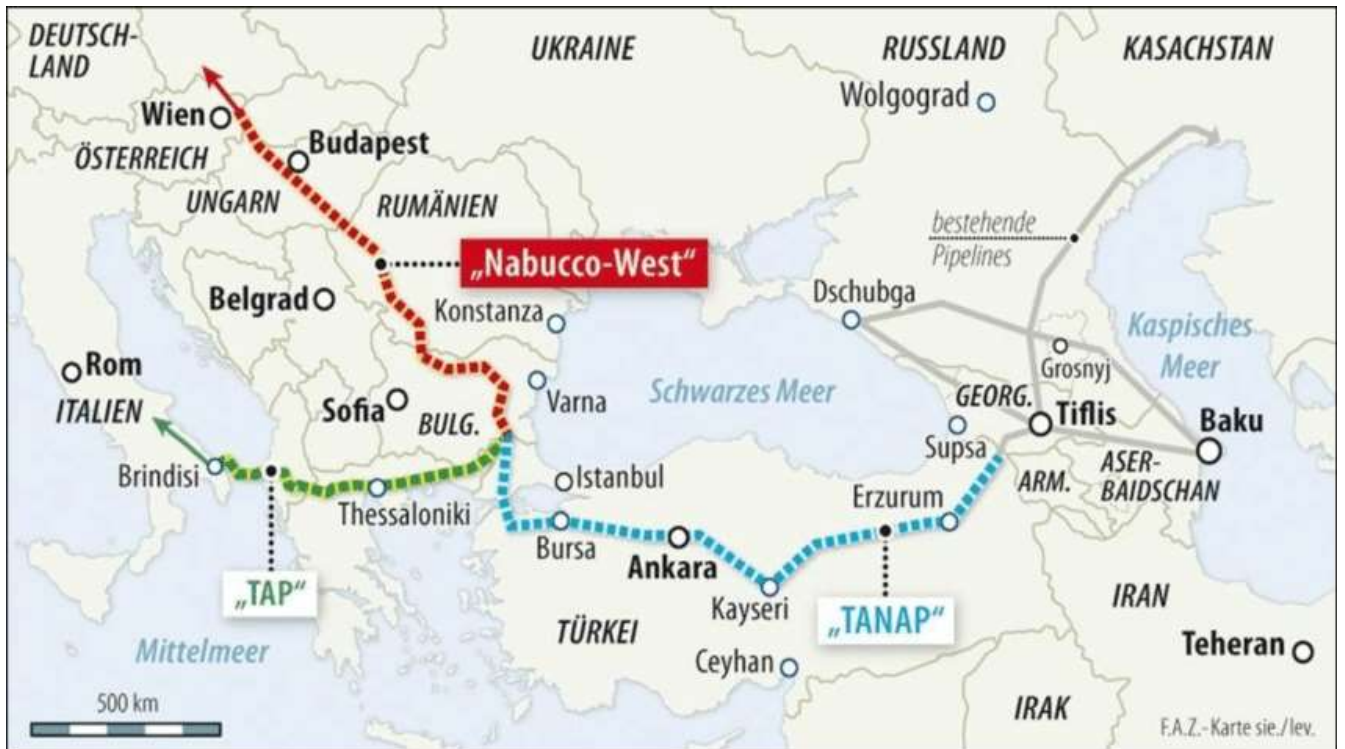 DEUTSCH-
LAND
UKRAINE
RUSSLAND
KASACHSTAN
Wolgograd
Wien
Budapest
ÖSTERREICH
UNGARN
RUMÄNIEN
bestehende
Pipelines
„Nabucco-West“
Belgrad
Konstanza
Dschubga
Kaspisches
Meer
Grosnyj
Rom
ITALIEN
Schwarzes Meer
Varna
Sofia
BULG.
GEORG.
Tiflis
Baku
Supsa
Brindisi
Istanbul
ARM.
ASER-
BAIDSCHAN
Thessaloniki
Erzurum
Bursa
Ankara
Kayseri
„TAP“
„TANAP“
IRAN
Mittelmeer
TÜRKEI
Teheran
Ceyhan
500 km
IRAK
F.A.Z.-Karte sie./lev.